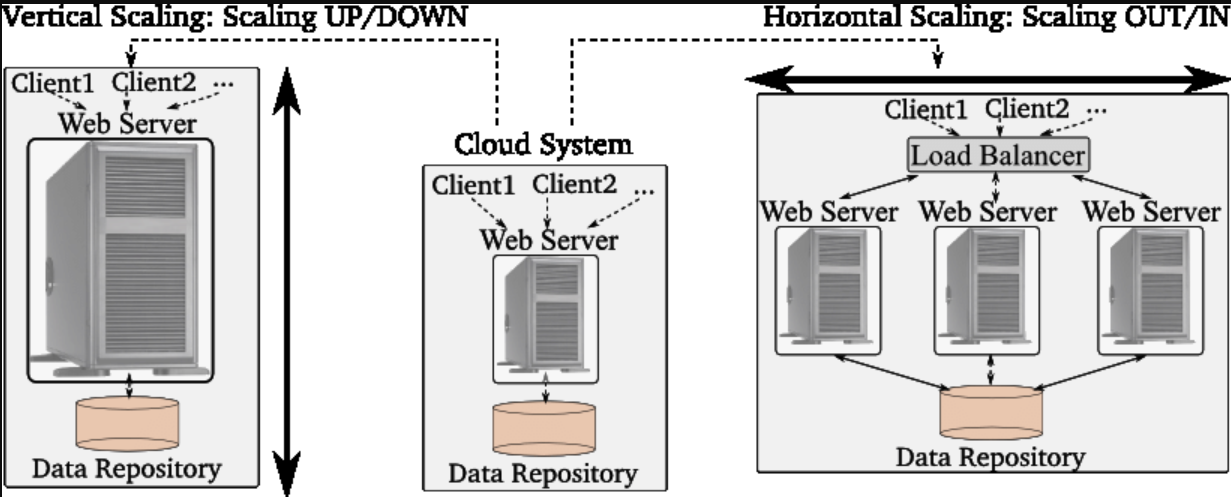 Vertical Scaling: Scaling UP/DOWN
Client1 Client2 ...
Web Server
Data Repository
Cloud System
Client1 Client2 ...
Web Server
Data Repository
Horizontal Scaling: Scaling OUT/IN
Client1 Client2 ...
Load Balancer
Web Server Web Server Web Server
Data Repository